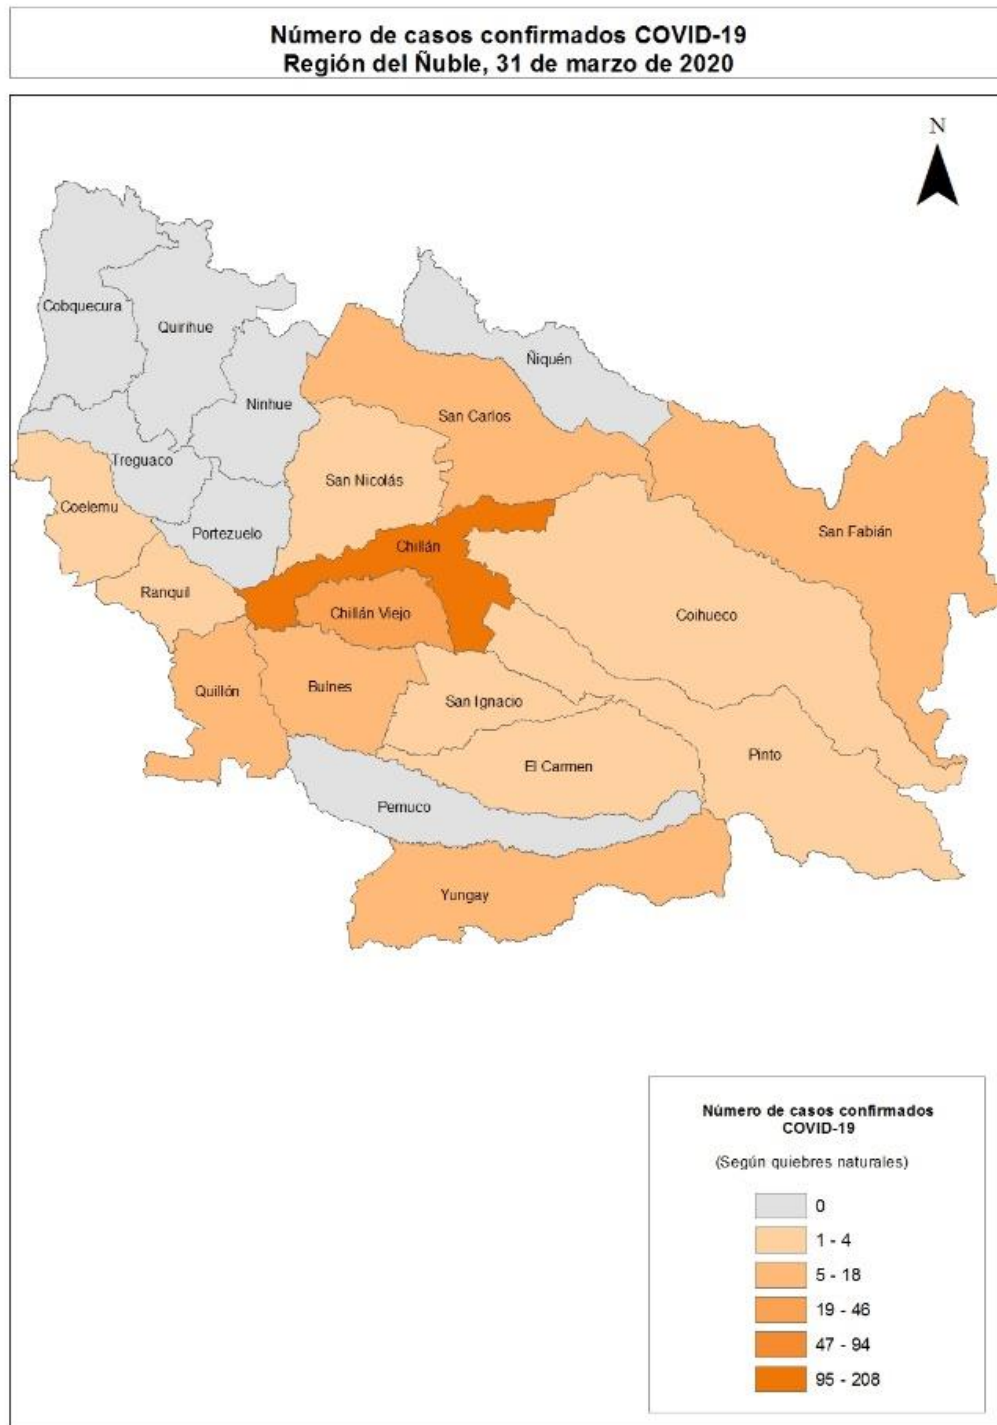 Número de casos confirmados COVID-19
Región del Ñuble, 31 de marzo de 2020
N
Cobquecura
Quirihue
Ñiquén
Ninhue
San Carlos
Treguaco
San Nicolás
Coelemu
Portezuelo
San Fabián
Chillán
Ranquil
Chillán Viejo
Coihueco
Quillón
Bulnes
San Ignacio
Pinto
El Carmen
Pemuco
Yungay
Número de casos confirmados
COVID-19
(Según quiebres naturales)
0
1 - 4
5 - 18
19 - 46
47 - 94
95 - 208